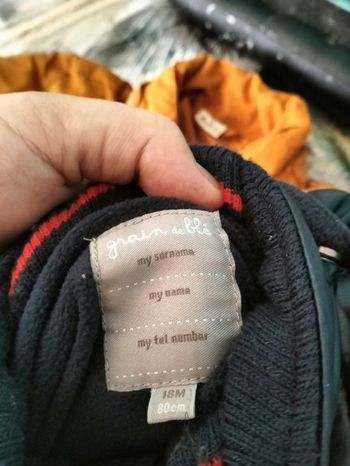 grain de blé
my surname
my name
my tel number
18M
80cm